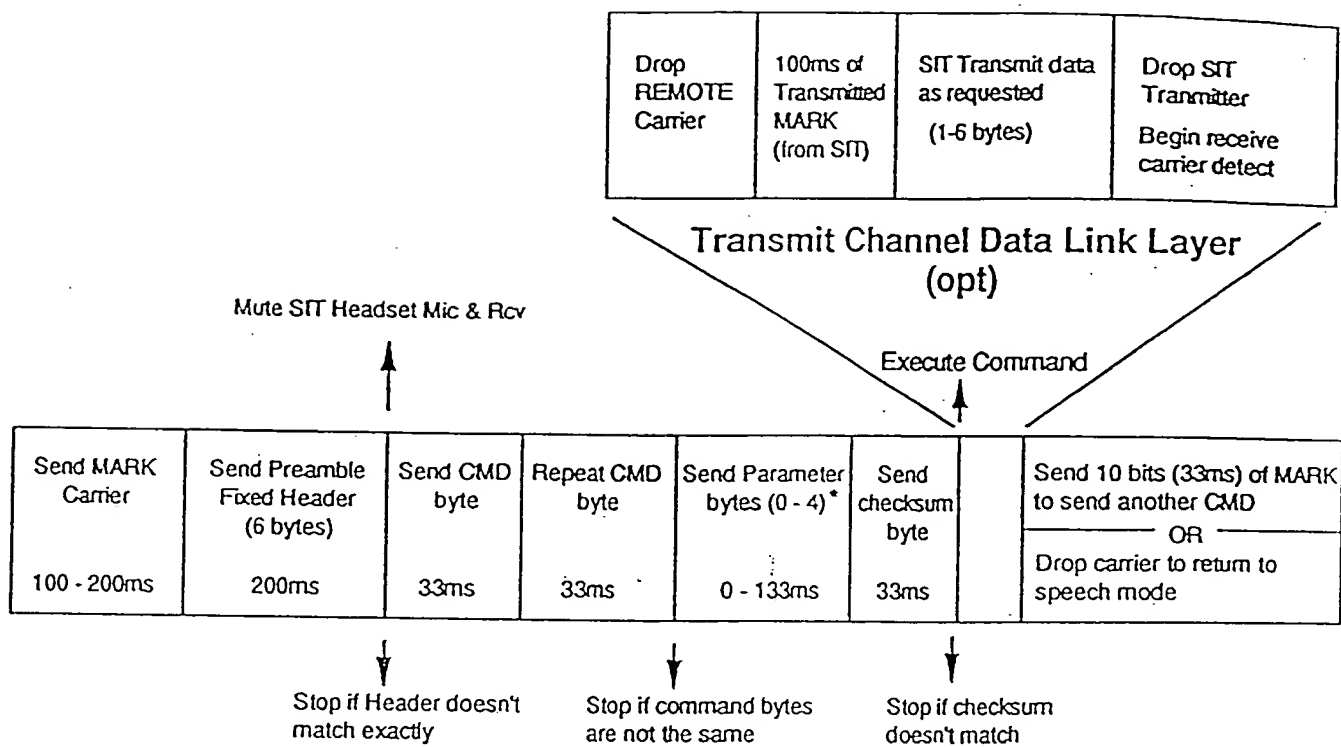 Drop
REMOTE
Carrier
100ms of
Transmitted
MARK
(from SIT)
SIT Transmit data
as requested
(1-6 bytes)
Drop SIT
Tranmitter
Begin receive
carrier detect
Transmit Channel Data Link Layer
(opt)
Mute SIT Headset Mic & Rcv
Execute Command
Send MARK
Carrier
100 - 200ms
Send Preamble
Fixed Header
(6 bytes)
200ms
Send CMD
byte
33ms
Repeat CMD
byte
33ms
Send Parameter
bytes (0 - 4)*
0 - 133ms
Send
checksum
byte
33ms
Send 10 bits (33ms) of MARK
to send another CMD
OR
Drop carrier to return to
speech mode
Stop if Header doesn't
match exactly
Stop if command bytes
are not the same
Stop if checksum
doesn't match